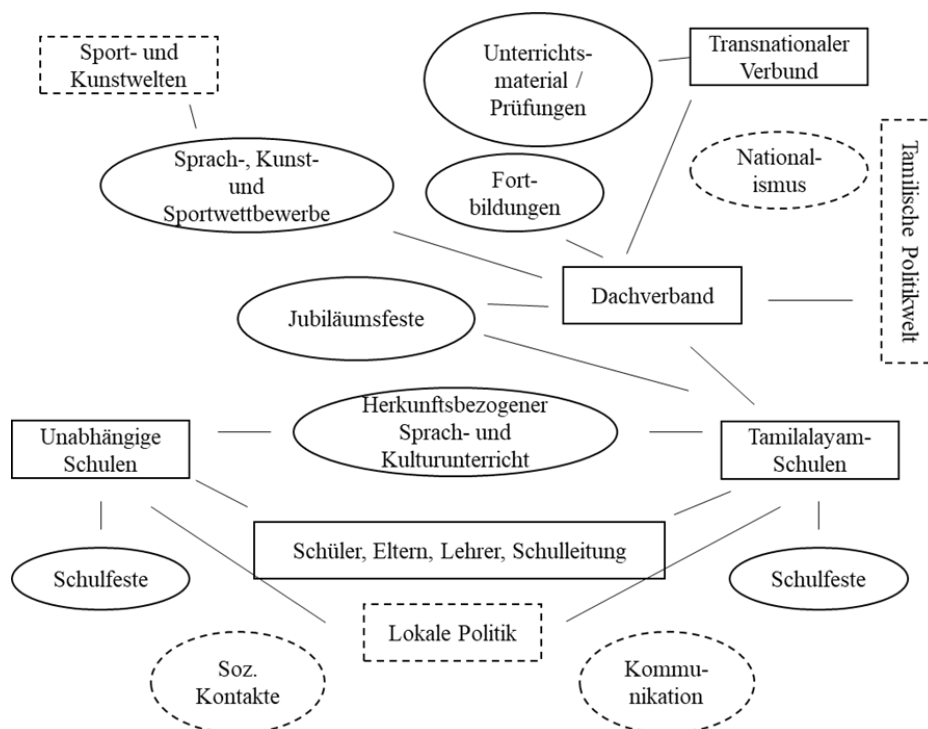 Sport- und
Kunstwelten
Unterrichts-
material /
Prüfungen
Transnationaler
Verbund
Sprach-, Kunst-
und
Sportwettbewerbe
Fort-
bildungen
National-
ismus
Tamilische Politikwelt
Dachverband
Jubiläumsfeste
Herkunftsbezogener
Sprach- und
Kulturunterricht
Unabhängige
Schulen
Tamilalayam-
Schulen
Schüler, Eltern, Lehrer, Schulleitung
Schulfeste
Schulfeste
Lokale Politik
Soz.
Kontakte
Kommu-
nikation